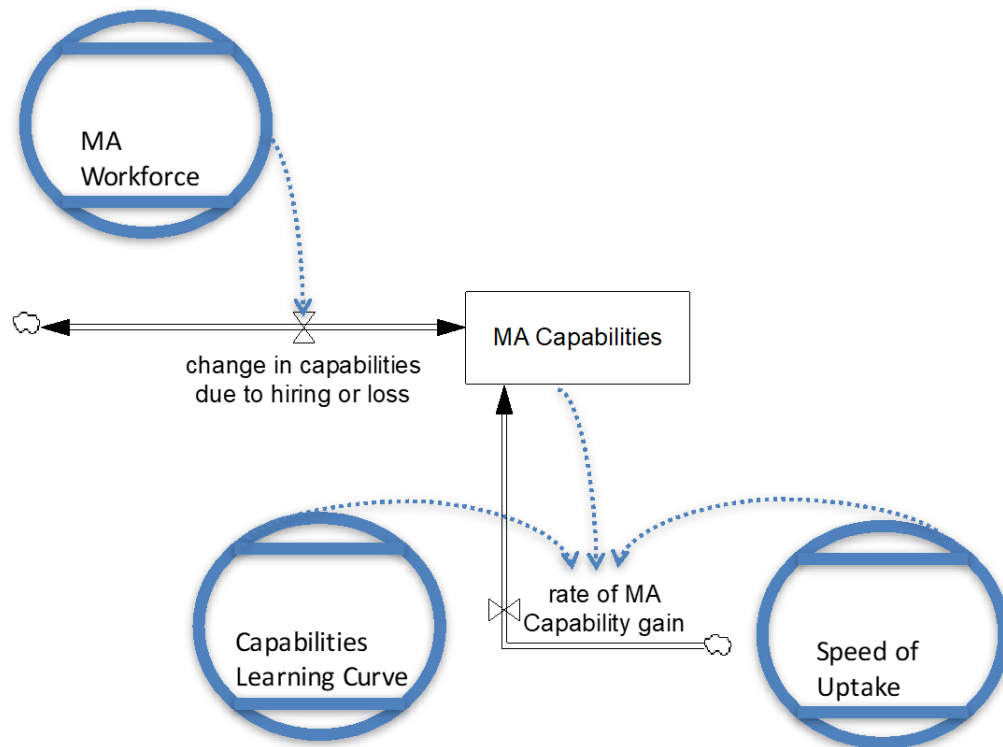 MA
Workforce
MA Capabilities
change in capabilities
due to hiring or loss
rate of MA
Capability gain
Capabilities
Learning Curve
Speed of
Uptake